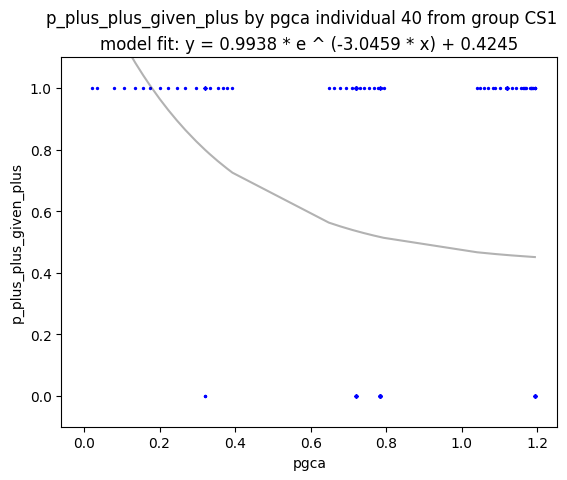 p_plus_plus_given_plus by pgca individual 40 from group CS1
model fit: y = 0.9938 * e ^ (-3.0459 * x) + 0.4245
1.0
0.8
0.6
0.4
0.2
0.0
p_plus_plus_given_plus
0.0 0.2 0.4 0.6 0.8 1.0 1.2
pgca